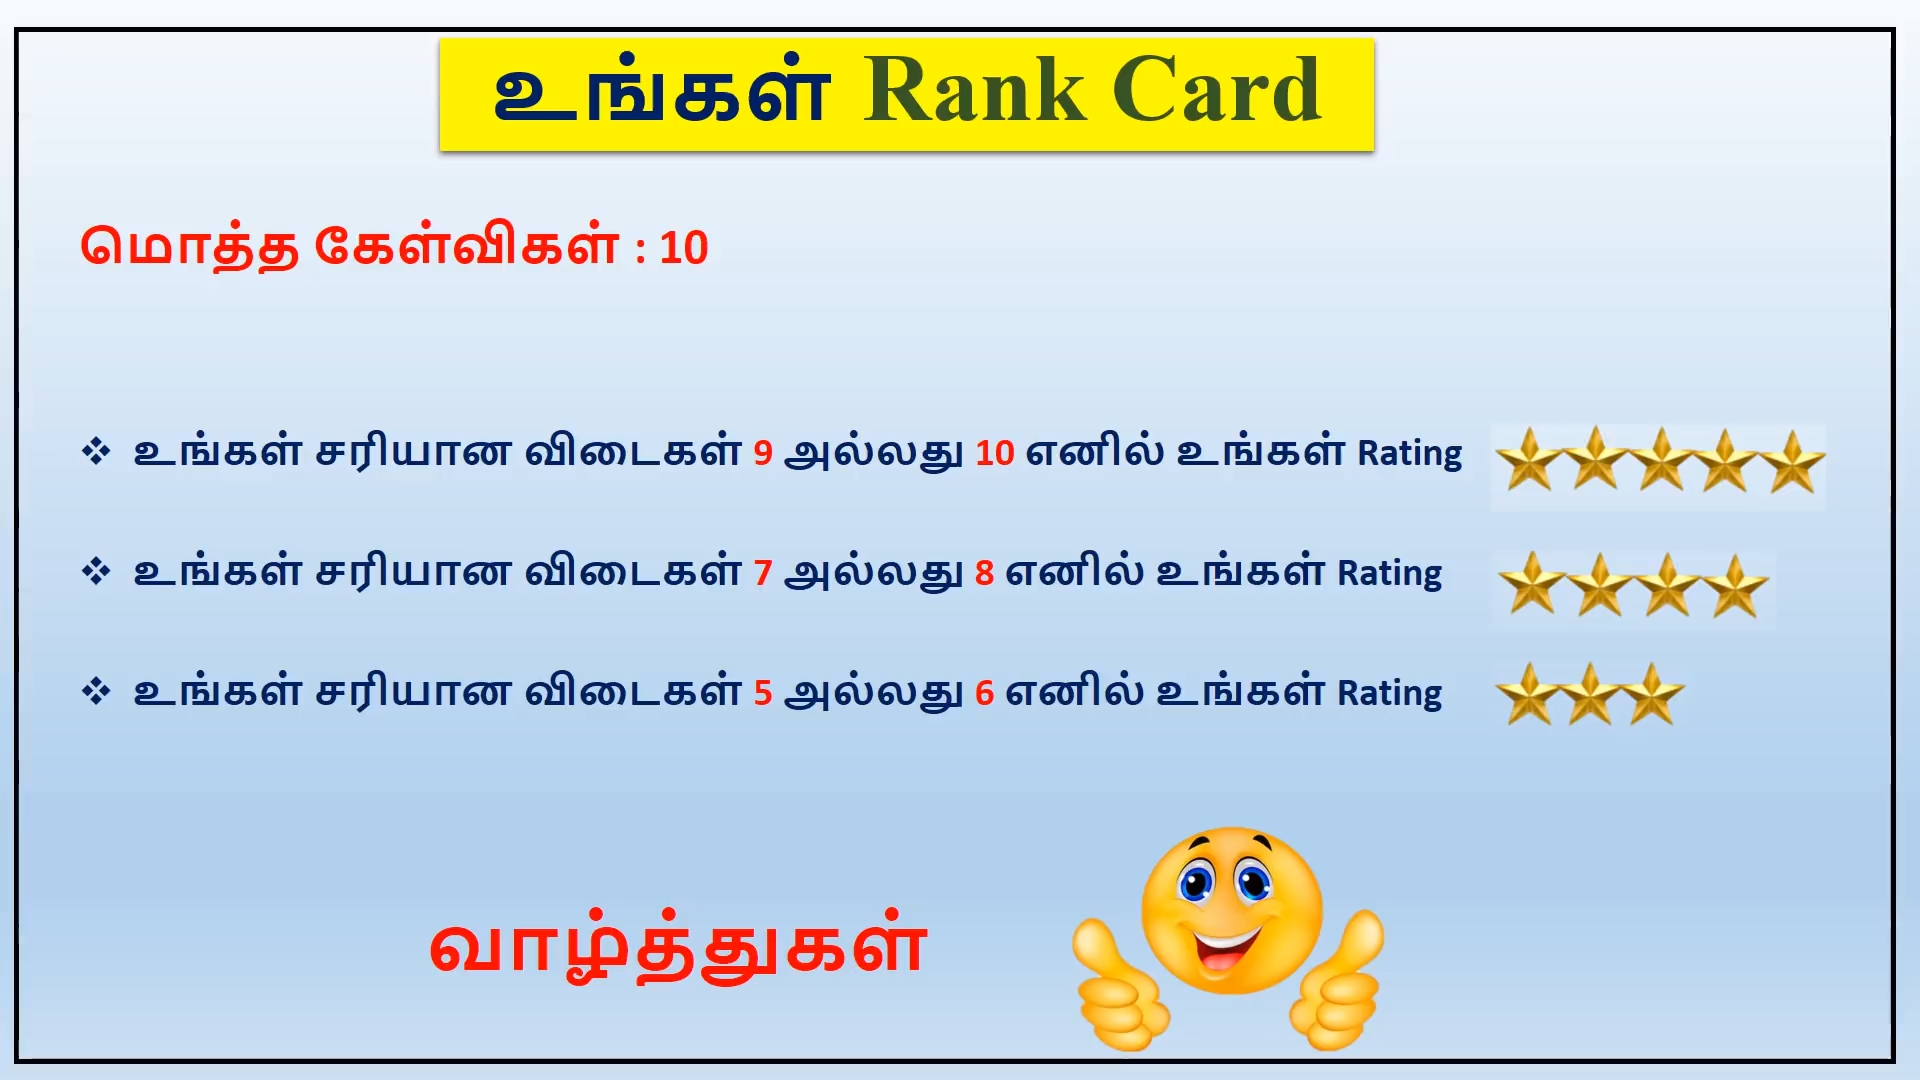 உங்கள் Rank Card
மொத்த கேள்விகள் : 10
❖ உங்கள் சரியான விடைகள் 9 அல்லது 10 எனில் உங்கள் Rating
❖ உங்கள் சரியான விடைகள் 7 அல்லது 8 எனில் உங்கள் Rating
❖ உங்கள் சரியான விடைகள் 5 அல்லது 6 எனில் உங்கள் Rating
வாழ்த்துகள்